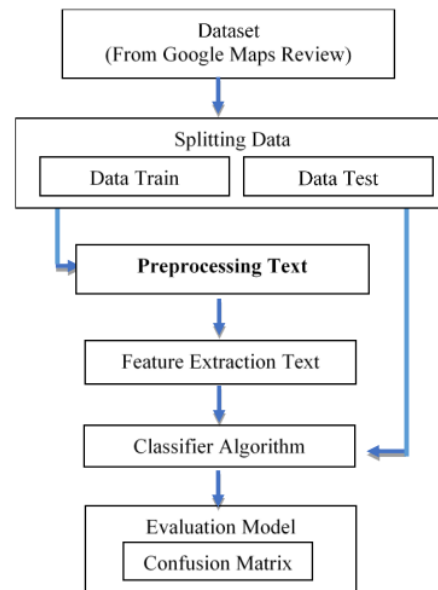 Dataset
(From Google Maps Review)
Splitting Data
Data Train
Data Test
Preprocessing Text
Feature Extraction Text
Classifier Algorithm
Evaluation Model
Confusion Matrix